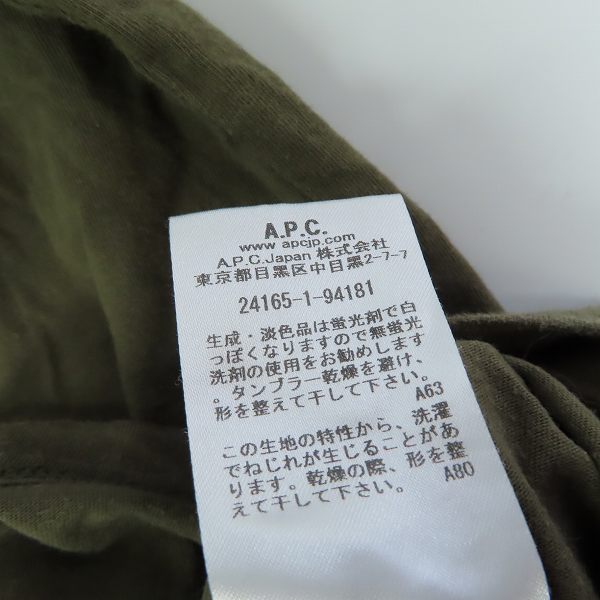 A.P.C.
www.apcjp.com
A.P.C.Japan 株式会社
東京都目黒区中目黒2-7-7
24165-1-94181
生成・淡色品は蛍光剤で白
っぽくなりますので無蛍光
洗剤の使用をお勧めします
。タンブラー乾燥を避け、
形を整えて干して下さい。
A63
この生地の特性から、洗濯
でねじれが生じることがあ
ります。乾燥の際、形を整
えて干して下さい。
A80